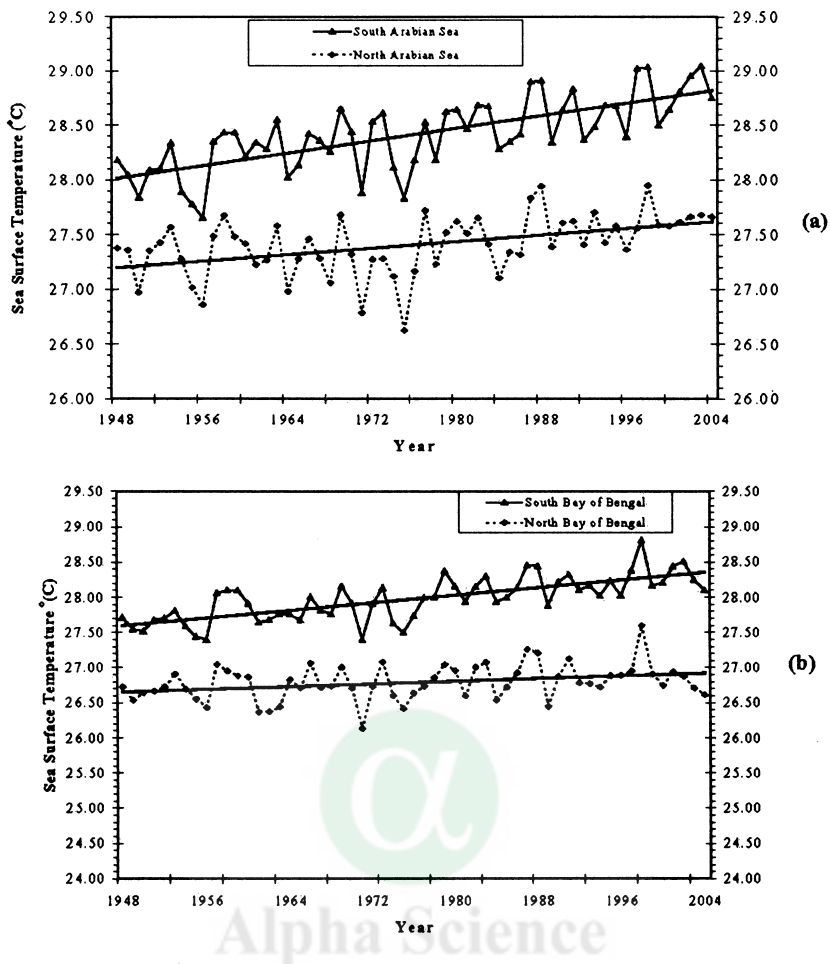 29.50 29.50
South Arabian Sea
North Arabian Sea
29.00 29.00
28.50 28.50
28.00 28.00
27.50 27.50
27.00 27.00
26.50 26.50
26.00 26.00
Sea Surface Temperature (°C)
(a)
1948 1956 1964 1972 1980 1988 1996 2004
Year
29.50 29.50
South Bay of Bengal
North Bay of Bengal
29.00 29.00
28.50 28.50
28.00 28.00
27.50 27.50
27.00 27.00
26.50 26.50
26.00 26.00
25.50 25.50
25.00 25.00
24.50 24.50
24.00 24.00
Sea Surface Temperature °(C)
(b)
α
1948 1956 1964 1972 1980 1988 1996 2004
Year
Alpha Science